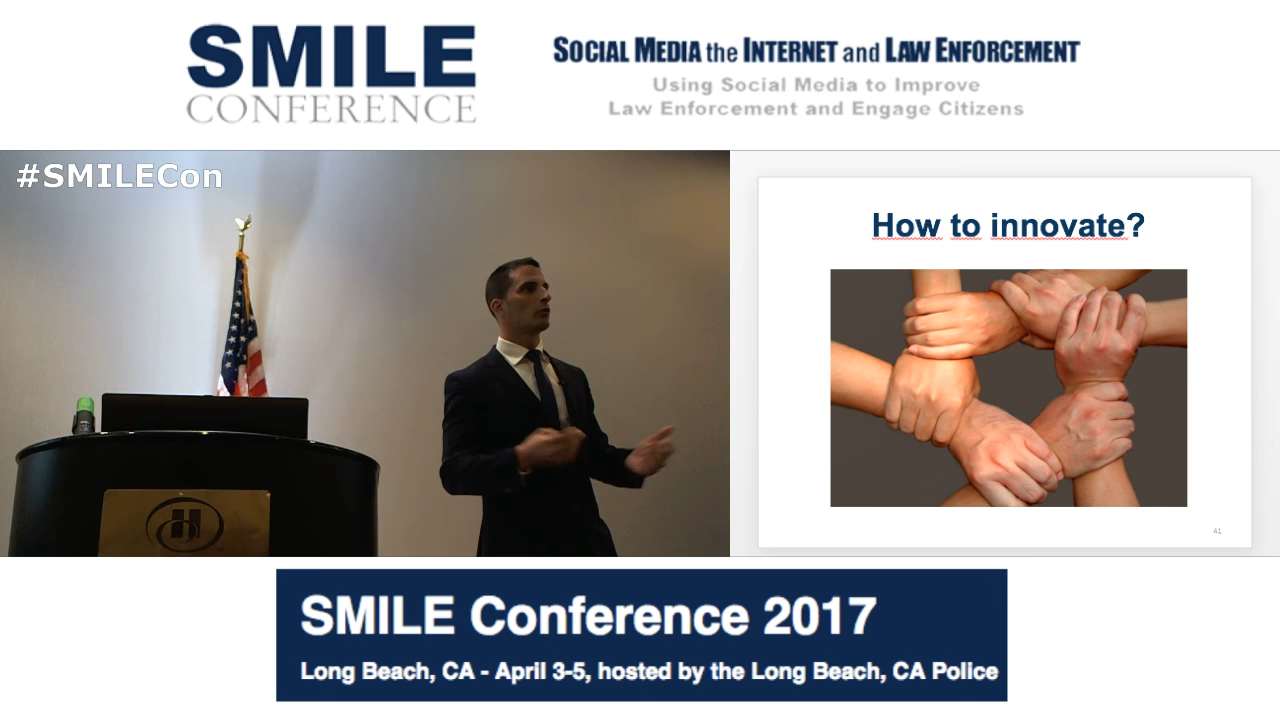 SMILE
CONFERENCE
SOCIAL MEDIA the INTERNET and LAW ENFORCEMENT
Using Social Media to Improve
Law Enforcement and Engage Citizens
#SMILECon
How to innovate?
41
SMILE Conference 2017
Long Beach, CA - April 3-5, hosted by the Long Beach, CA Police